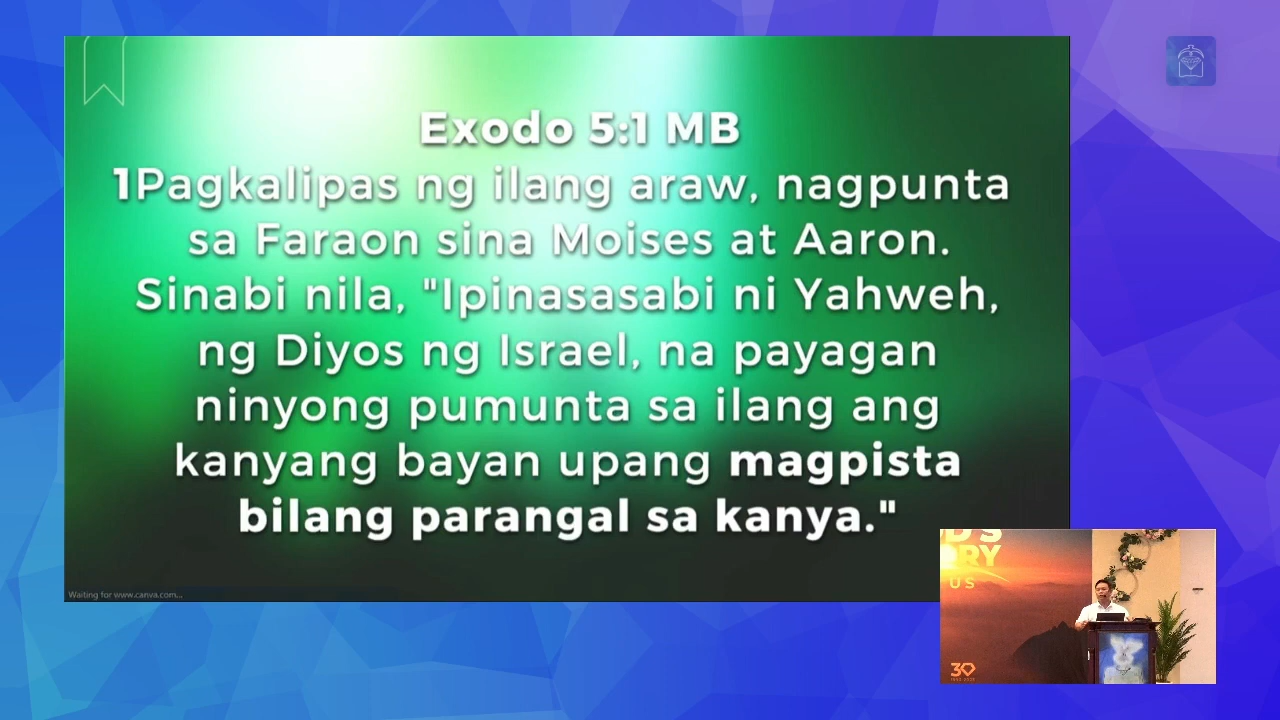 Exodo 5:1 MB
1Pagkalipas ng ilang araw, nagpunta
sa Faraon sina Moises at Aaron.
Sinabi nila, "Ipinasasabi ni Yahweh,
ng Diyos ng Israel, na payagan
ninyong pumunta sa ilang ang
kanyang bayan upang magpista
bilang parangal sa kanya."
Waiting for www.canva.com...
US
30